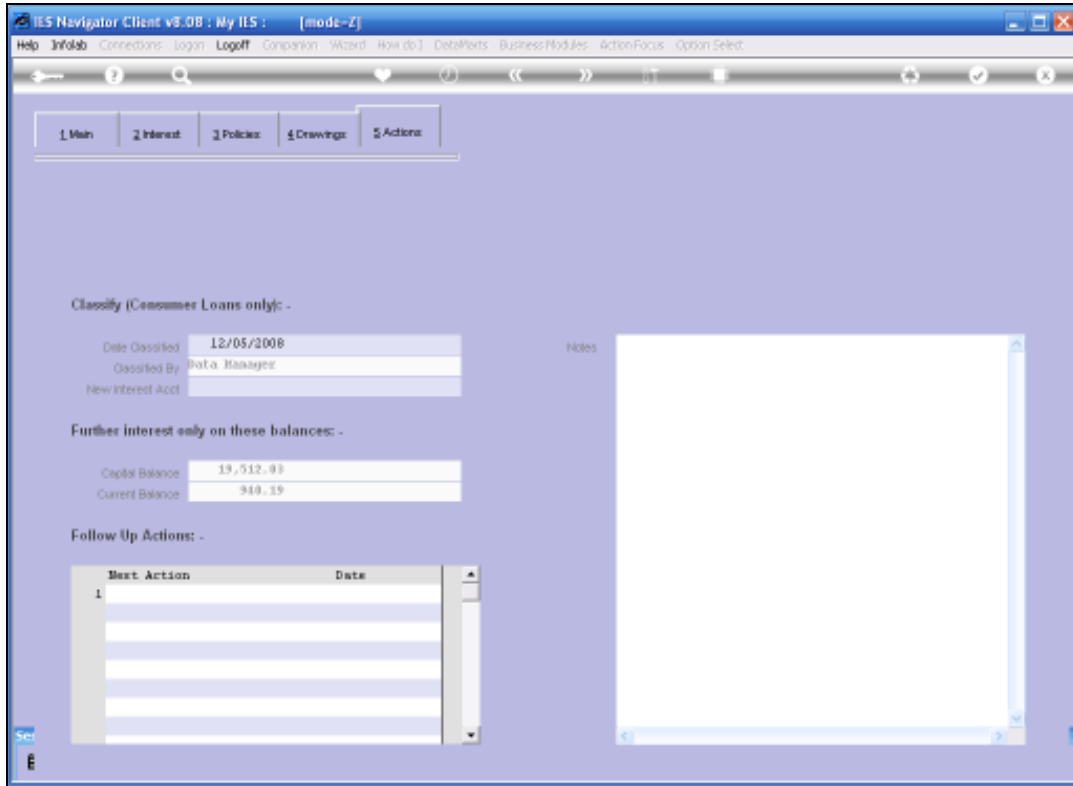 IES Navigator Client v8.08 : My IES : [mode=Z]
Help Infolab Connections Logon Logoff Companion Wizard How do I DataMarts Business Modules Action Focus Option Select
1 Main 2 Interest 3 Policies 4 Drawings 5 Actions
Classify (Consumer Loans only): -
Date Classified 12/05/2008
Classified By Data Manager
New Interest Acct
Notes
Further interest only on these balances: -
Capital Balance 19,512.03
Current Balance 940.19
Follow Up Actions: -
Next Action Date
1
Ser